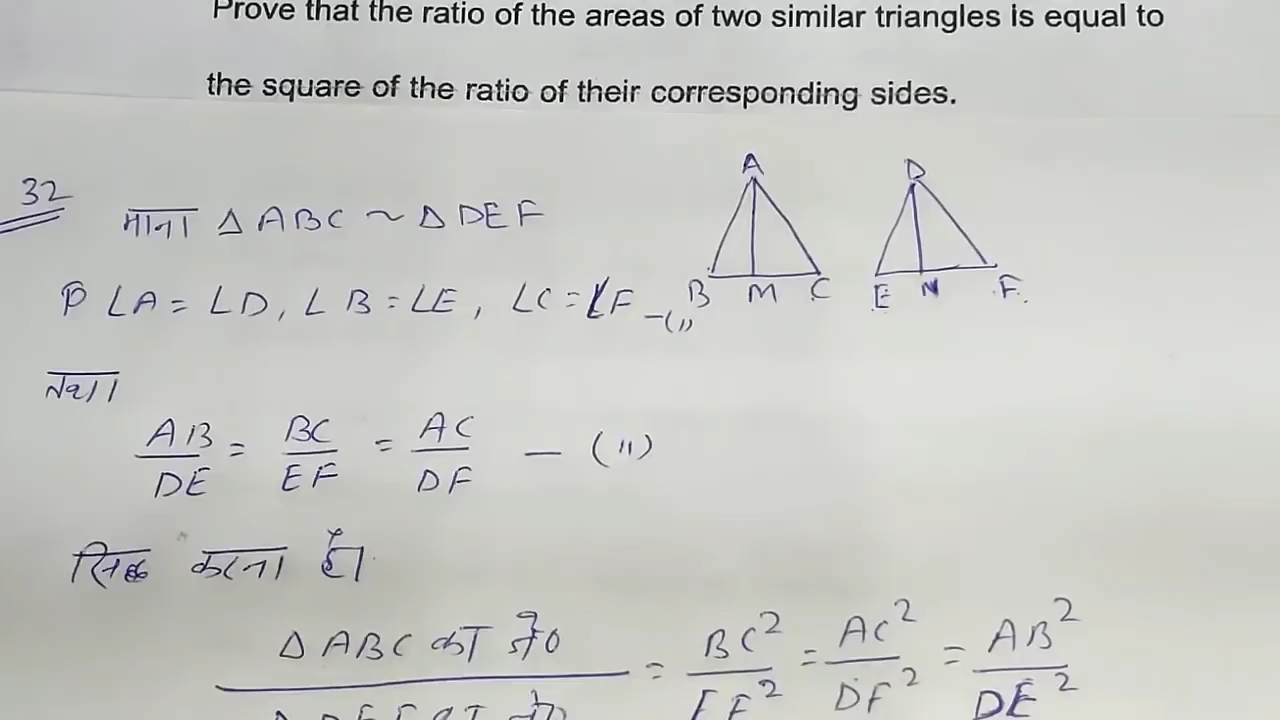 Prove that the ratio of the areas of two similar triangles is equal to
the square of the ratio of their corresponding sides.
32
माना Δ ABC ~ Δ DEF
A
D
B M C
E N F.
∠A = ∠D, ∠B = ∠E, ∠C = ∠F —(i)
तथा
AB/DE = BC/EF = AC/DF — (ii)
सिद्ध करना है।
Δ ABC का क्षे० / Δ DEF का क्षे० = BC²/EF² = AC²/DF² = AB²/DE²